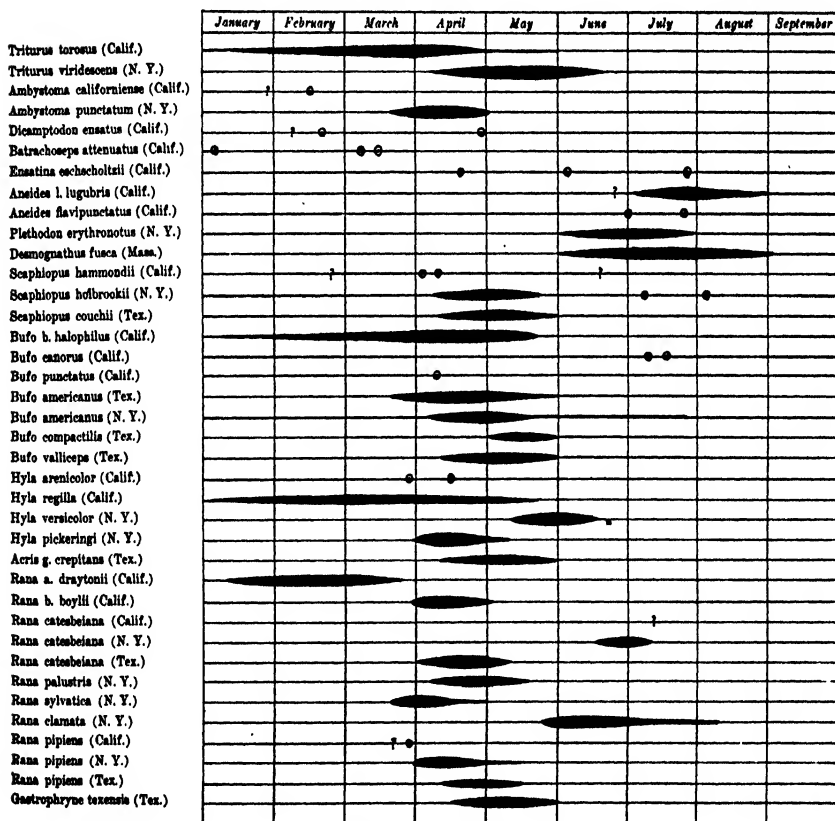 January February March April May June July August September
Triturus torosus (Calif.)
Triturus viridescens (N. Y.)
Ambystoma californiense (Calif.) ?
Ambystoma punctatum (N. Y.)
Dicamptodon ensatus (Calif.) ?
Batrachoseps attenuatus (Calif.)
Ensatina eschscholtzii (Calif.)
Aneides l. lugubris (Calif.) ?
Aneides flavipunctatus (Calif.)
Plethodon erythronotus (N. Y.)
Desmognathus fusca (Mass.)
Scaphiopus hammondii (Calif.) ? ?
Scaphiopus holbrookii (N. Y.)
Scaphiopus couchii (Tex.)
Bufo b. halophilus (Calif.)
Bufo canorus (Calif.)
Bufo punctatus (Calif.)
Bufo americanus (Tex.)
Bufo americanus (N. Y.)
Bufo compactilis (Tex.)
Bufo valliceps (Tex.)
Hyla arenicolor (Calif.)
Hyla regilla (Calif.)
Hyla versicolor (N. Y.)
Hyla pickeringi (N. Y.)
Acris g. crepitans (Tex.)
Rana a. draytonii (Calif.)
Rana b. boylii (Calif.)
Rana catesbeiana (Calif.) ?
Rana catesbeiana (N. Y.)
Rana catesbeiana (Tex.)
Rana palustris (N. Y.)
Rana sylvatica (N. Y.)
Rana clamata (N. Y.)
Rana pipiens (Calif.) ?
Rana pipiens (N. Y.)
Rana pipiens (Tex.)
Gastrophryne texensis (Tex.)